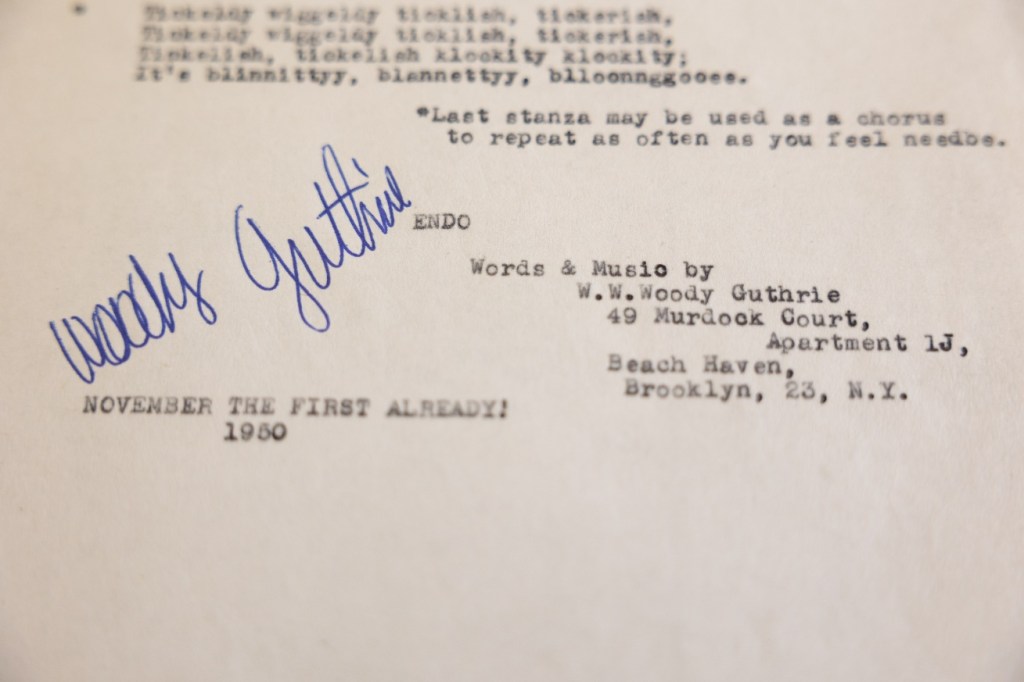 * Tickeldy wiggeldy ticklish, tickerish,
Tickeldy wiggeldy ticklish, tickerish,
Tickelish, tickelish klockity klockity;
It's blinnittyy, blannettyy, blloonnggooee.
*Last stanza may be used as a chorus
to repeat as often as you feel needbe.
Woody Guthrie
ENDO
Words & Music by
W.W.Woody Guthrie
49 Murdock Court,
Apartment 1J,
Beach Haven,
Brooklyn, 23, N.Y.
NOVEMBER THE FIRST ALREADY!
1950